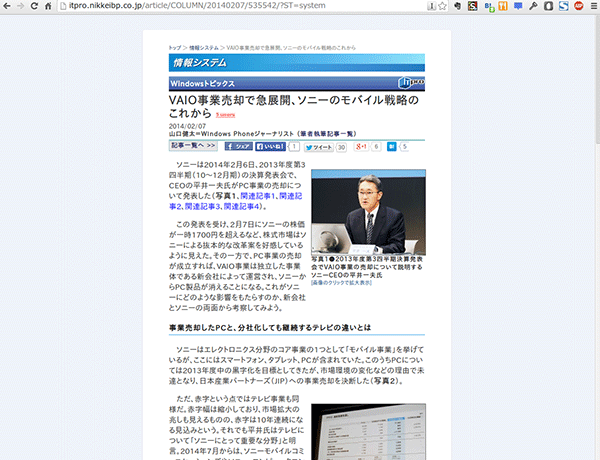 itpro.nikkeibp.co.jp/article/COLUMN/20140207/535542/?ST=system
トップ > 情報システム > VAIO事業売却で急展開、ソニーのモバイル戦略のこれから
情報システム
Windowsトピックス
ITpro
VAIO事業売却で急展開、ソニーのモバイル戦略の
これから
2014/02/07
山口健太=Windows Phoneジャーナリスト （筆者執筆記事一覧）
記事一覧へ >>
シェア
いいね! 1
ツイート 30
+1 6
B! 5
ソニーは2014年2月6日、2013年度第3
四半期（10～12月期）の決算発表会で、
CEOの平井一夫氏がPC事業の売却につ
いて発表した（写真1、関連記事1、関連記
事2、関連記事3、関連記事4）。
この発表を受け、2月7日にソニーの株価
が一時1700円を超えるなど、株式市場はソ
ニーによる抜本的な改革案を好感している
ように見えた。その一方で、PC事業の売却
が成立すれば、VAIO事業は独立した事業
体である新会社によって運営され、ソニーか
らPC製品が消えることになる。これがソニ
ーにどのような影響をもたらすのか、新会社
とソニーの両面から考察してみよう。
写真1●2013年度第3四半期決算発表
会でVAIO事業の売却について説明する
ソニーCEOの平井一夫氏
[画像のクリックで拡大表示]
事業売却したPCと、分社化しても継続するテレビの違いとは
ソニーはエレクトロニクス分野のコア事業の1つとして「モバイル事業」を挙げて
いるが、ここにはスマートフォン、タブレット、PCが含まれていた。このうちPCについ
ては2013年度中の黒字化を目標としてきたが、市場環境の変化などの理由で未
達となり、日本産業パートナーズ（JIP）への事業売却を決断した（写真2）。
ただ、赤字という点ではテレビ事業も同
様だ。赤字幅は縮小しており、市場拡大の
兆しも見えるものの、赤字は10年連続にな
る見込みという。それでも平井氏はテレビに
ついて「ソニーにとって重要な分野」と明
言。2014年7月からは、ソニーモバイルコミ